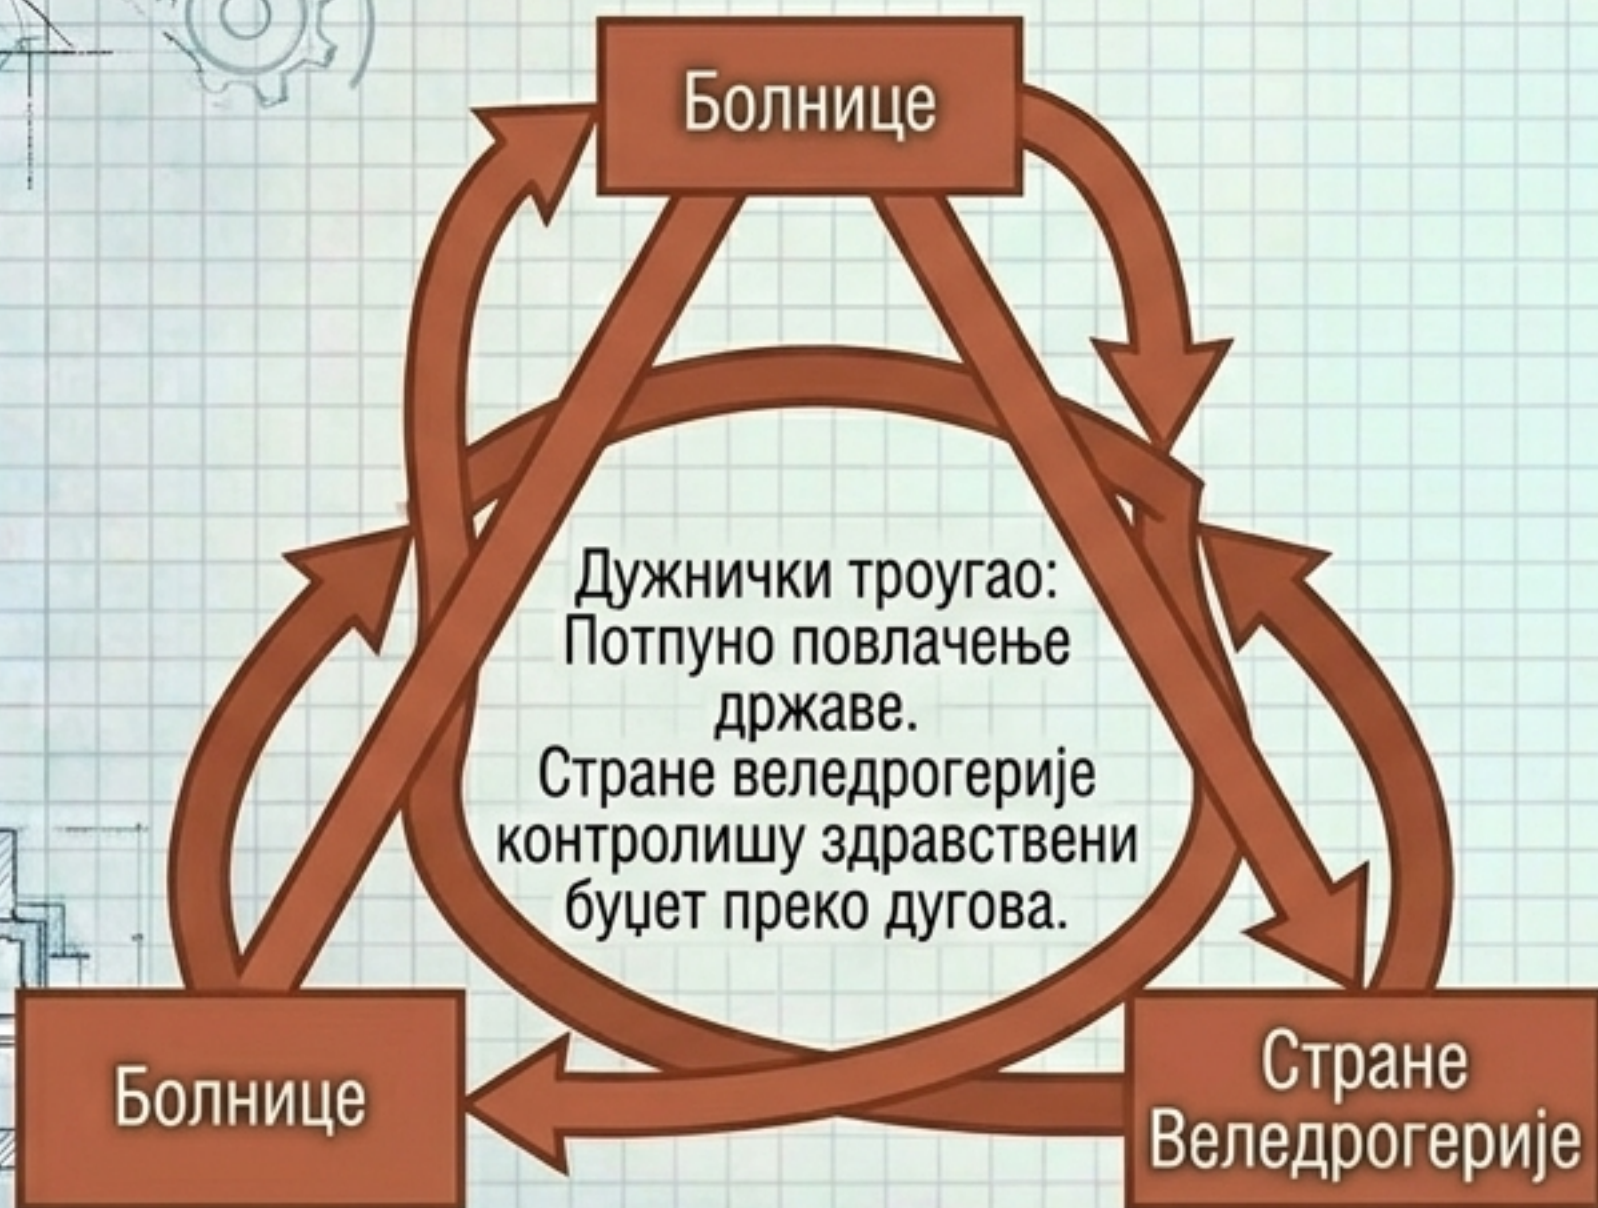 Болнице
Дужнички троугао:
Потпуно повлачење
државе.
Стране веледрогерије
контролишу здравствени
буџет преко дугова.
Болнице
Стране
Веледрогерије